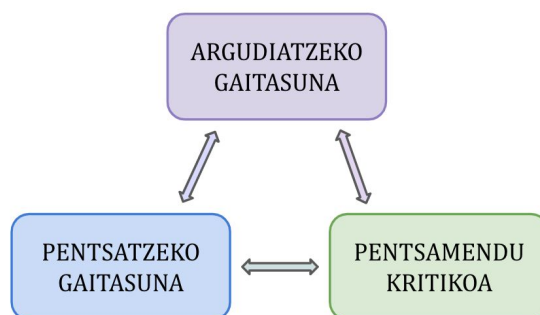 ARGUDIATZEKO
GAITASUNA
PENTSATZEKO
GAITASUNA
PENTSAMENDU
KRITIKOA